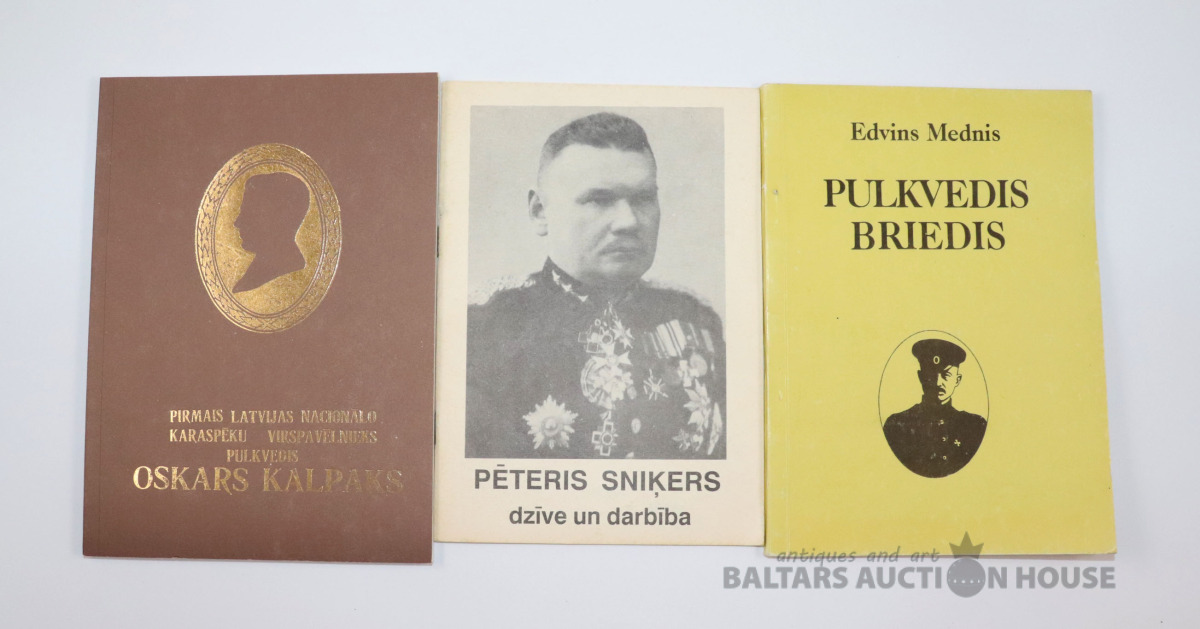 PIRMAIS LATVIJAS NACIONĀLO
KARASPĒKU VIRSPAVĒLNIEKS
PULKVEDIS
OSKARS KALPAKS
PĒTERIS SNIĶERS
dzīve un darbība
Edvins Mednis
PULKVEDIS
BRIEDIS
antiques and art
BALTARS AUCTION HOUSE